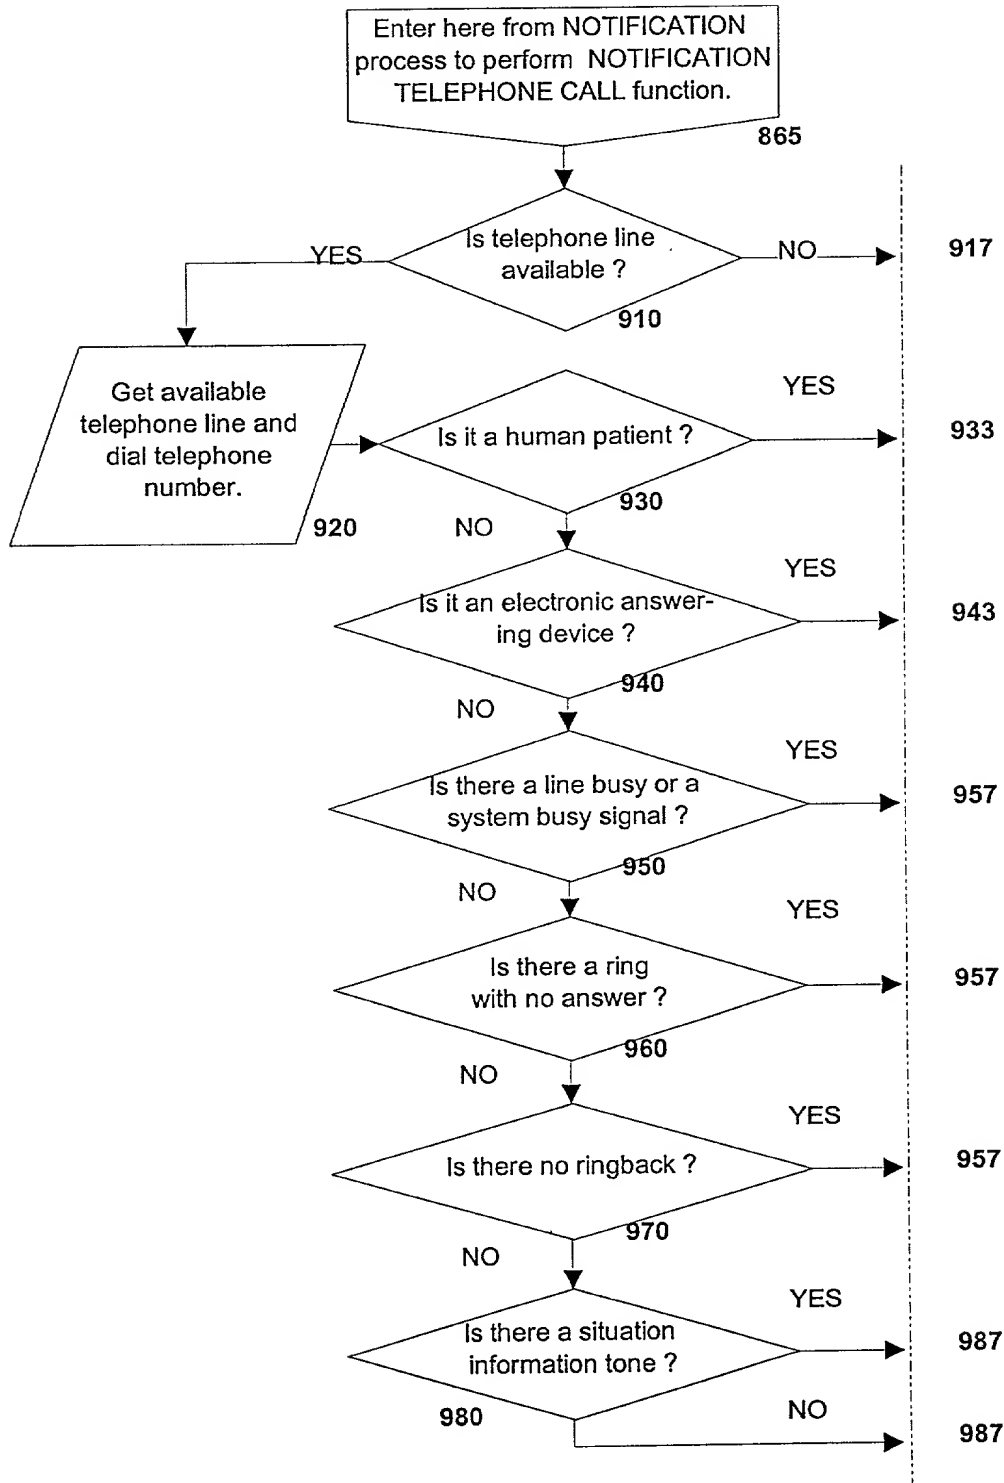 Enter here from NOTIFICATION
process to perform NOTIFICATION
TELEPHONE CALL function.
865
Is telephone line
available ?
YES
NO
917
910
Get available
telephone line and
dial telephone
number.
920
Is it a human patient ?
YES
933
930
NO
Is it an electronic answer-
ing device ?
YES
943
940
NO
Is there a line busy or a
system busy signal ?
YES
957
950
NO
Is there a ring
with no answer ?
YES
957
960
NO
Is there no ringback ?
YES
957
970
NO
Is there a situation
information tone ?
YES
987
980
NO
987